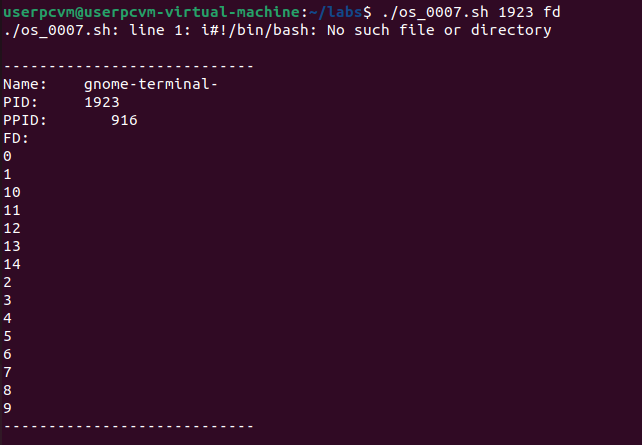 userpcvm@userpcvm-virtual-machine:~/labs$ ./os_0007.sh 1923 fd
./os_0007.sh: line 1: i#!/bin/bash: No such file or directory
----------------------------
Name:    gnome-terminal-
PID:     1923
PPID:       916
FD:
0
1
10
11
12
13
14
2
3
4
5
6
7
8
9
----------------------------